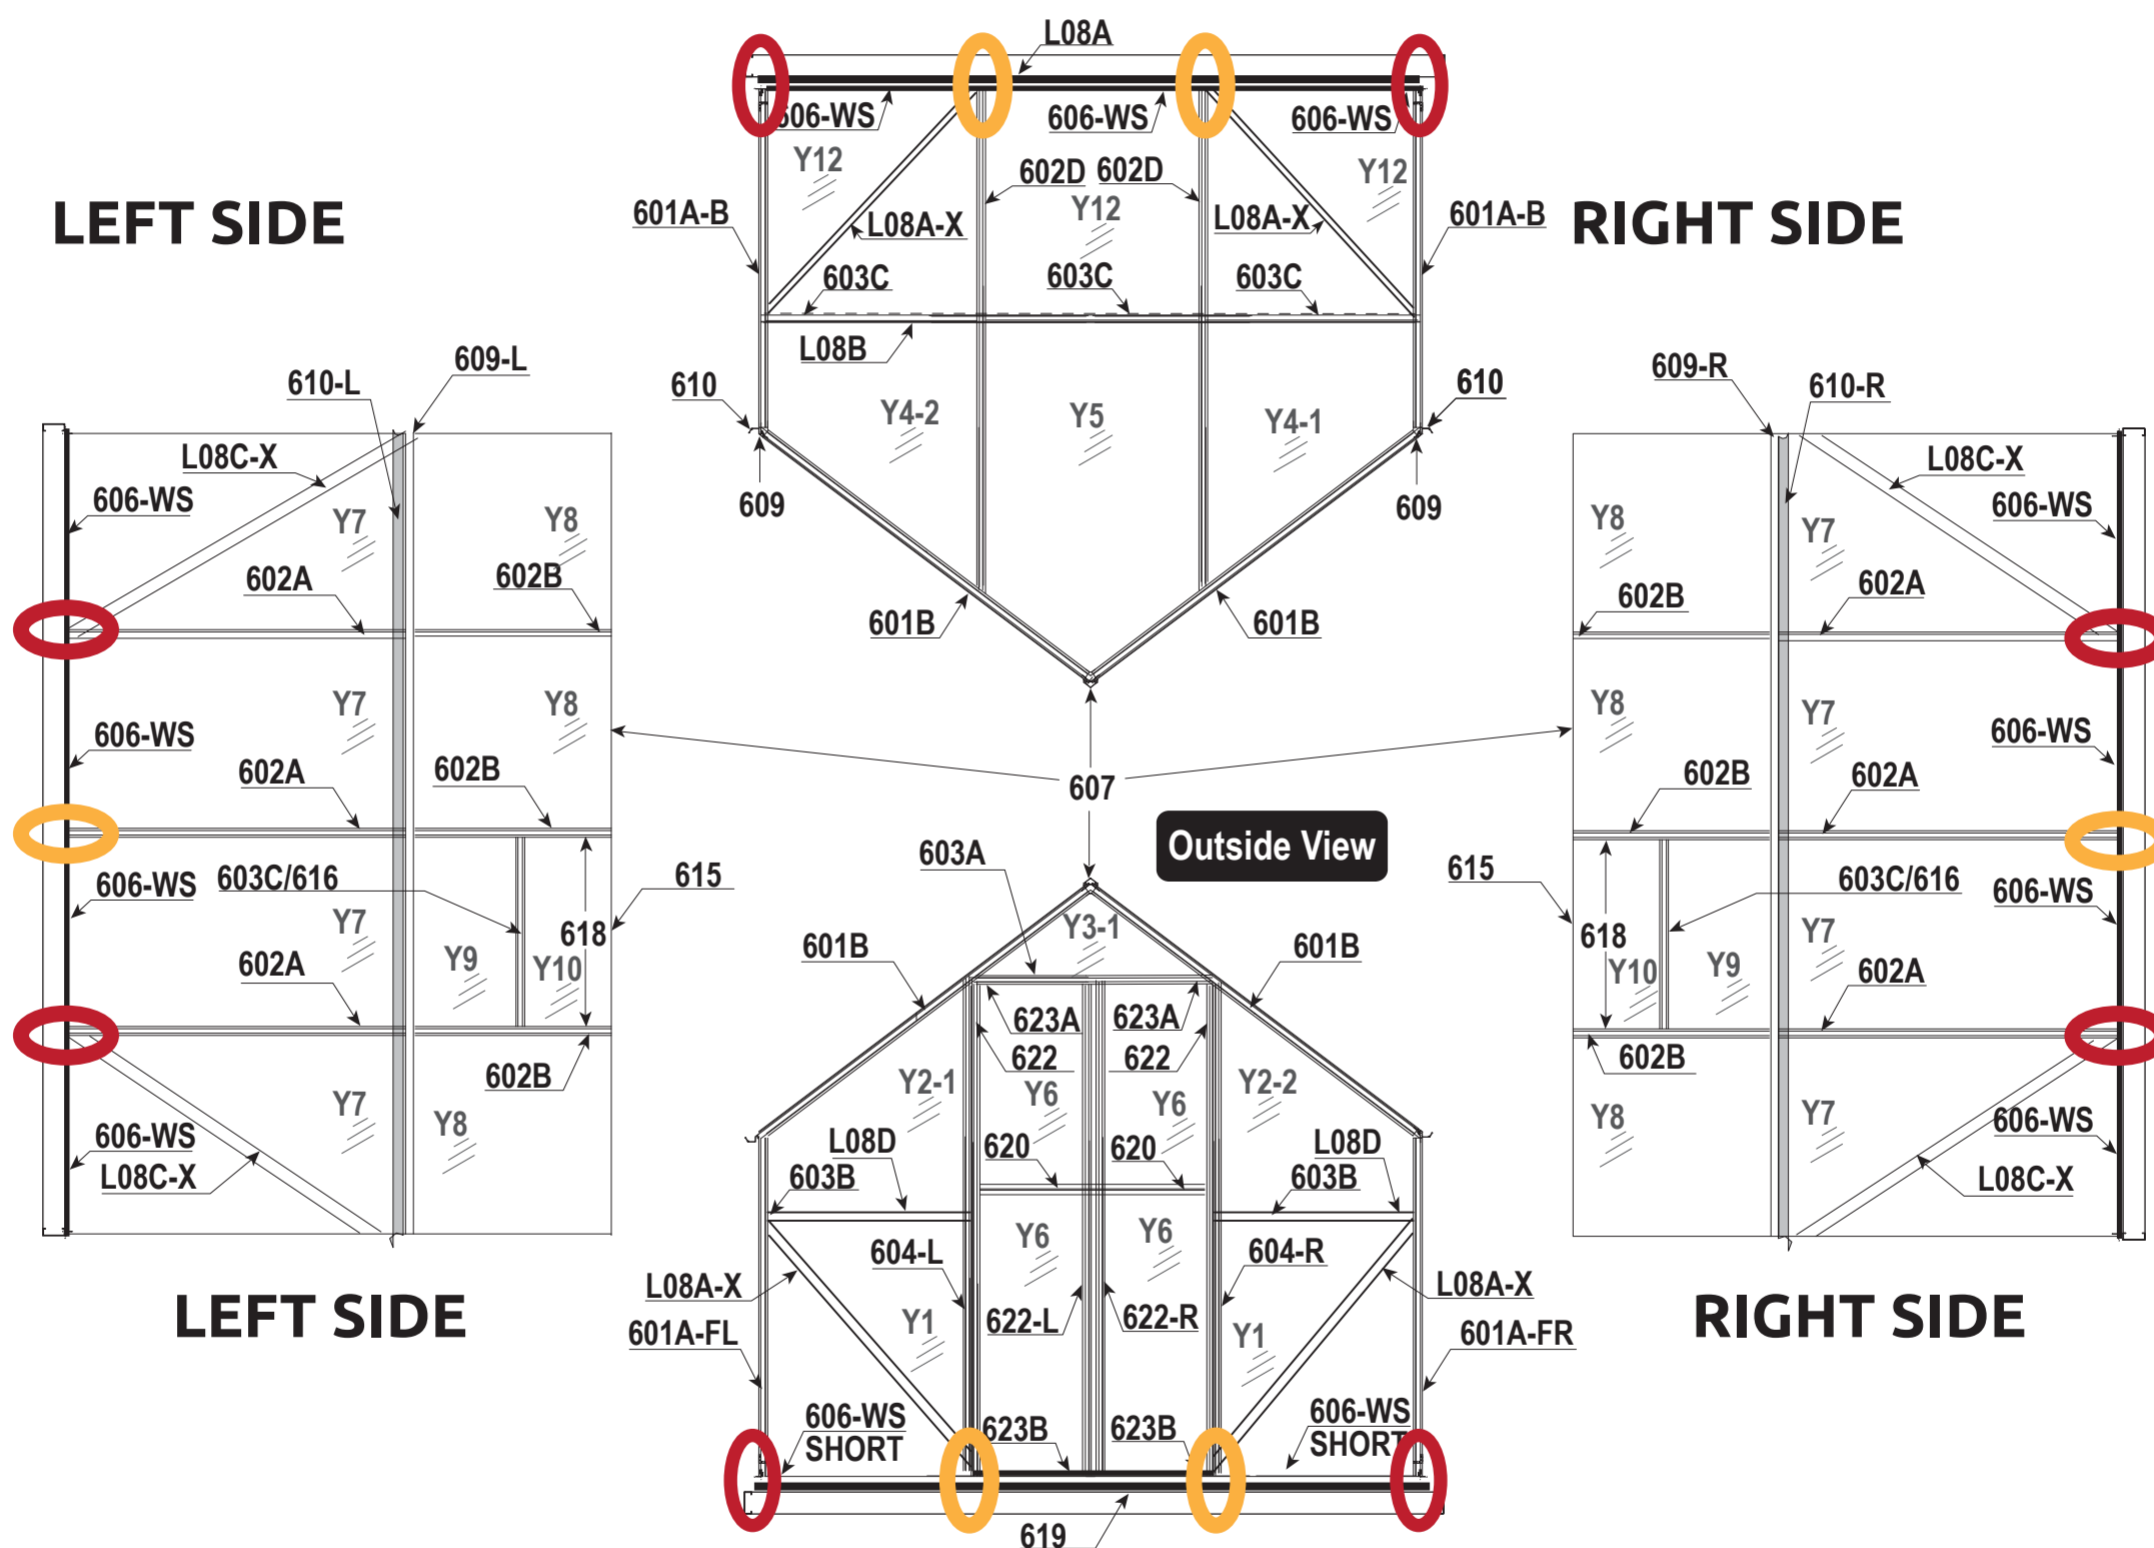 L08A
606-WS
606-WS
606-WS
Y12
Y12
602D
602D
Y12
601A-B
L08A-X
L08A-X
601A-B
LEFT SIDE
RIGHT SIDE
603C
603C
603C
L08B
609-L
610-L
610
610
609-R
610-R
Y4-2
Y5
Y4-1
L08C-X
606-WS
Y7
Y8
609
609
Y8
Y7
L08C-X
606-WS
602A
602B
602B
602A
601B
601B
Y7
Y8
Y8
Y7
606-WS
606-WS
602A
602B
607
602B
602A
Outside View
603A
606-WS
603C/616
618
615
615
618
603C/616
606-WS
Y7
Y9
Y10
602A
601B
Y3-1
601B
Y10
Y9
Y7
602A
623A
623A
622
622
602B
602B
Y7
Y8
Y2-1
Y6
Y6
Y2-2
Y8
Y7
606-WS
L08C-X
L08D
620
620
L08D
606-WS
L08C-X
603B
603B
Y6
Y6
604-L
604-R
L08A-X
L08A-X
LEFT SIDE
RIGHT SIDE
601A-FL
Y1
622-L
622-R
Y1
601A-FR
606-WS
SHORT
623B
623B
606-WS
SHORT
619